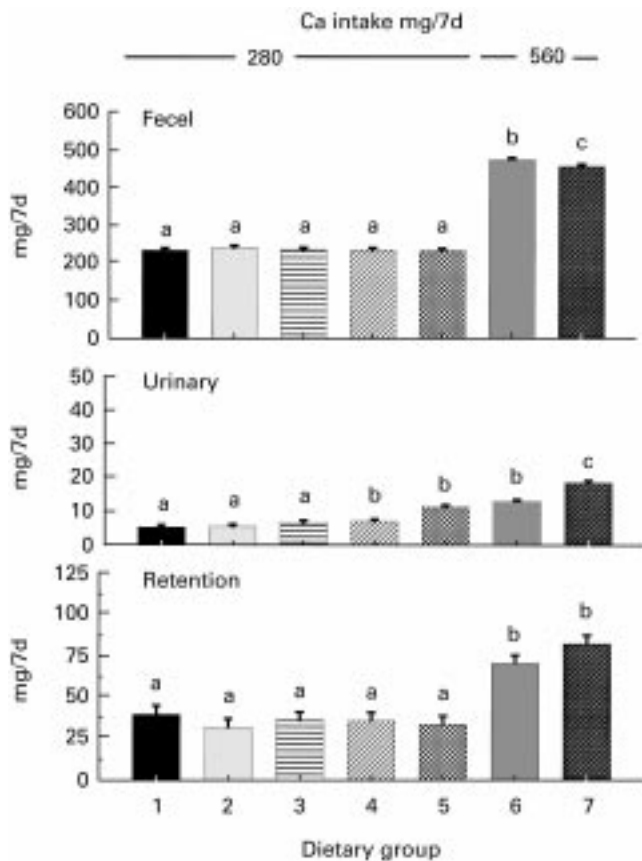 Ca intake mg/7d
280 560
Fecel
600
500
400
300
200
100
0
mg/7d
a a a a a b c
Urinary
50
40
30
20
10
0
mg/7d
a a a b b b c
Retention
125
100
75
50
25
0
mg/7d
a a a a a b b
1 2 3 4 5 6 7
Dietary group